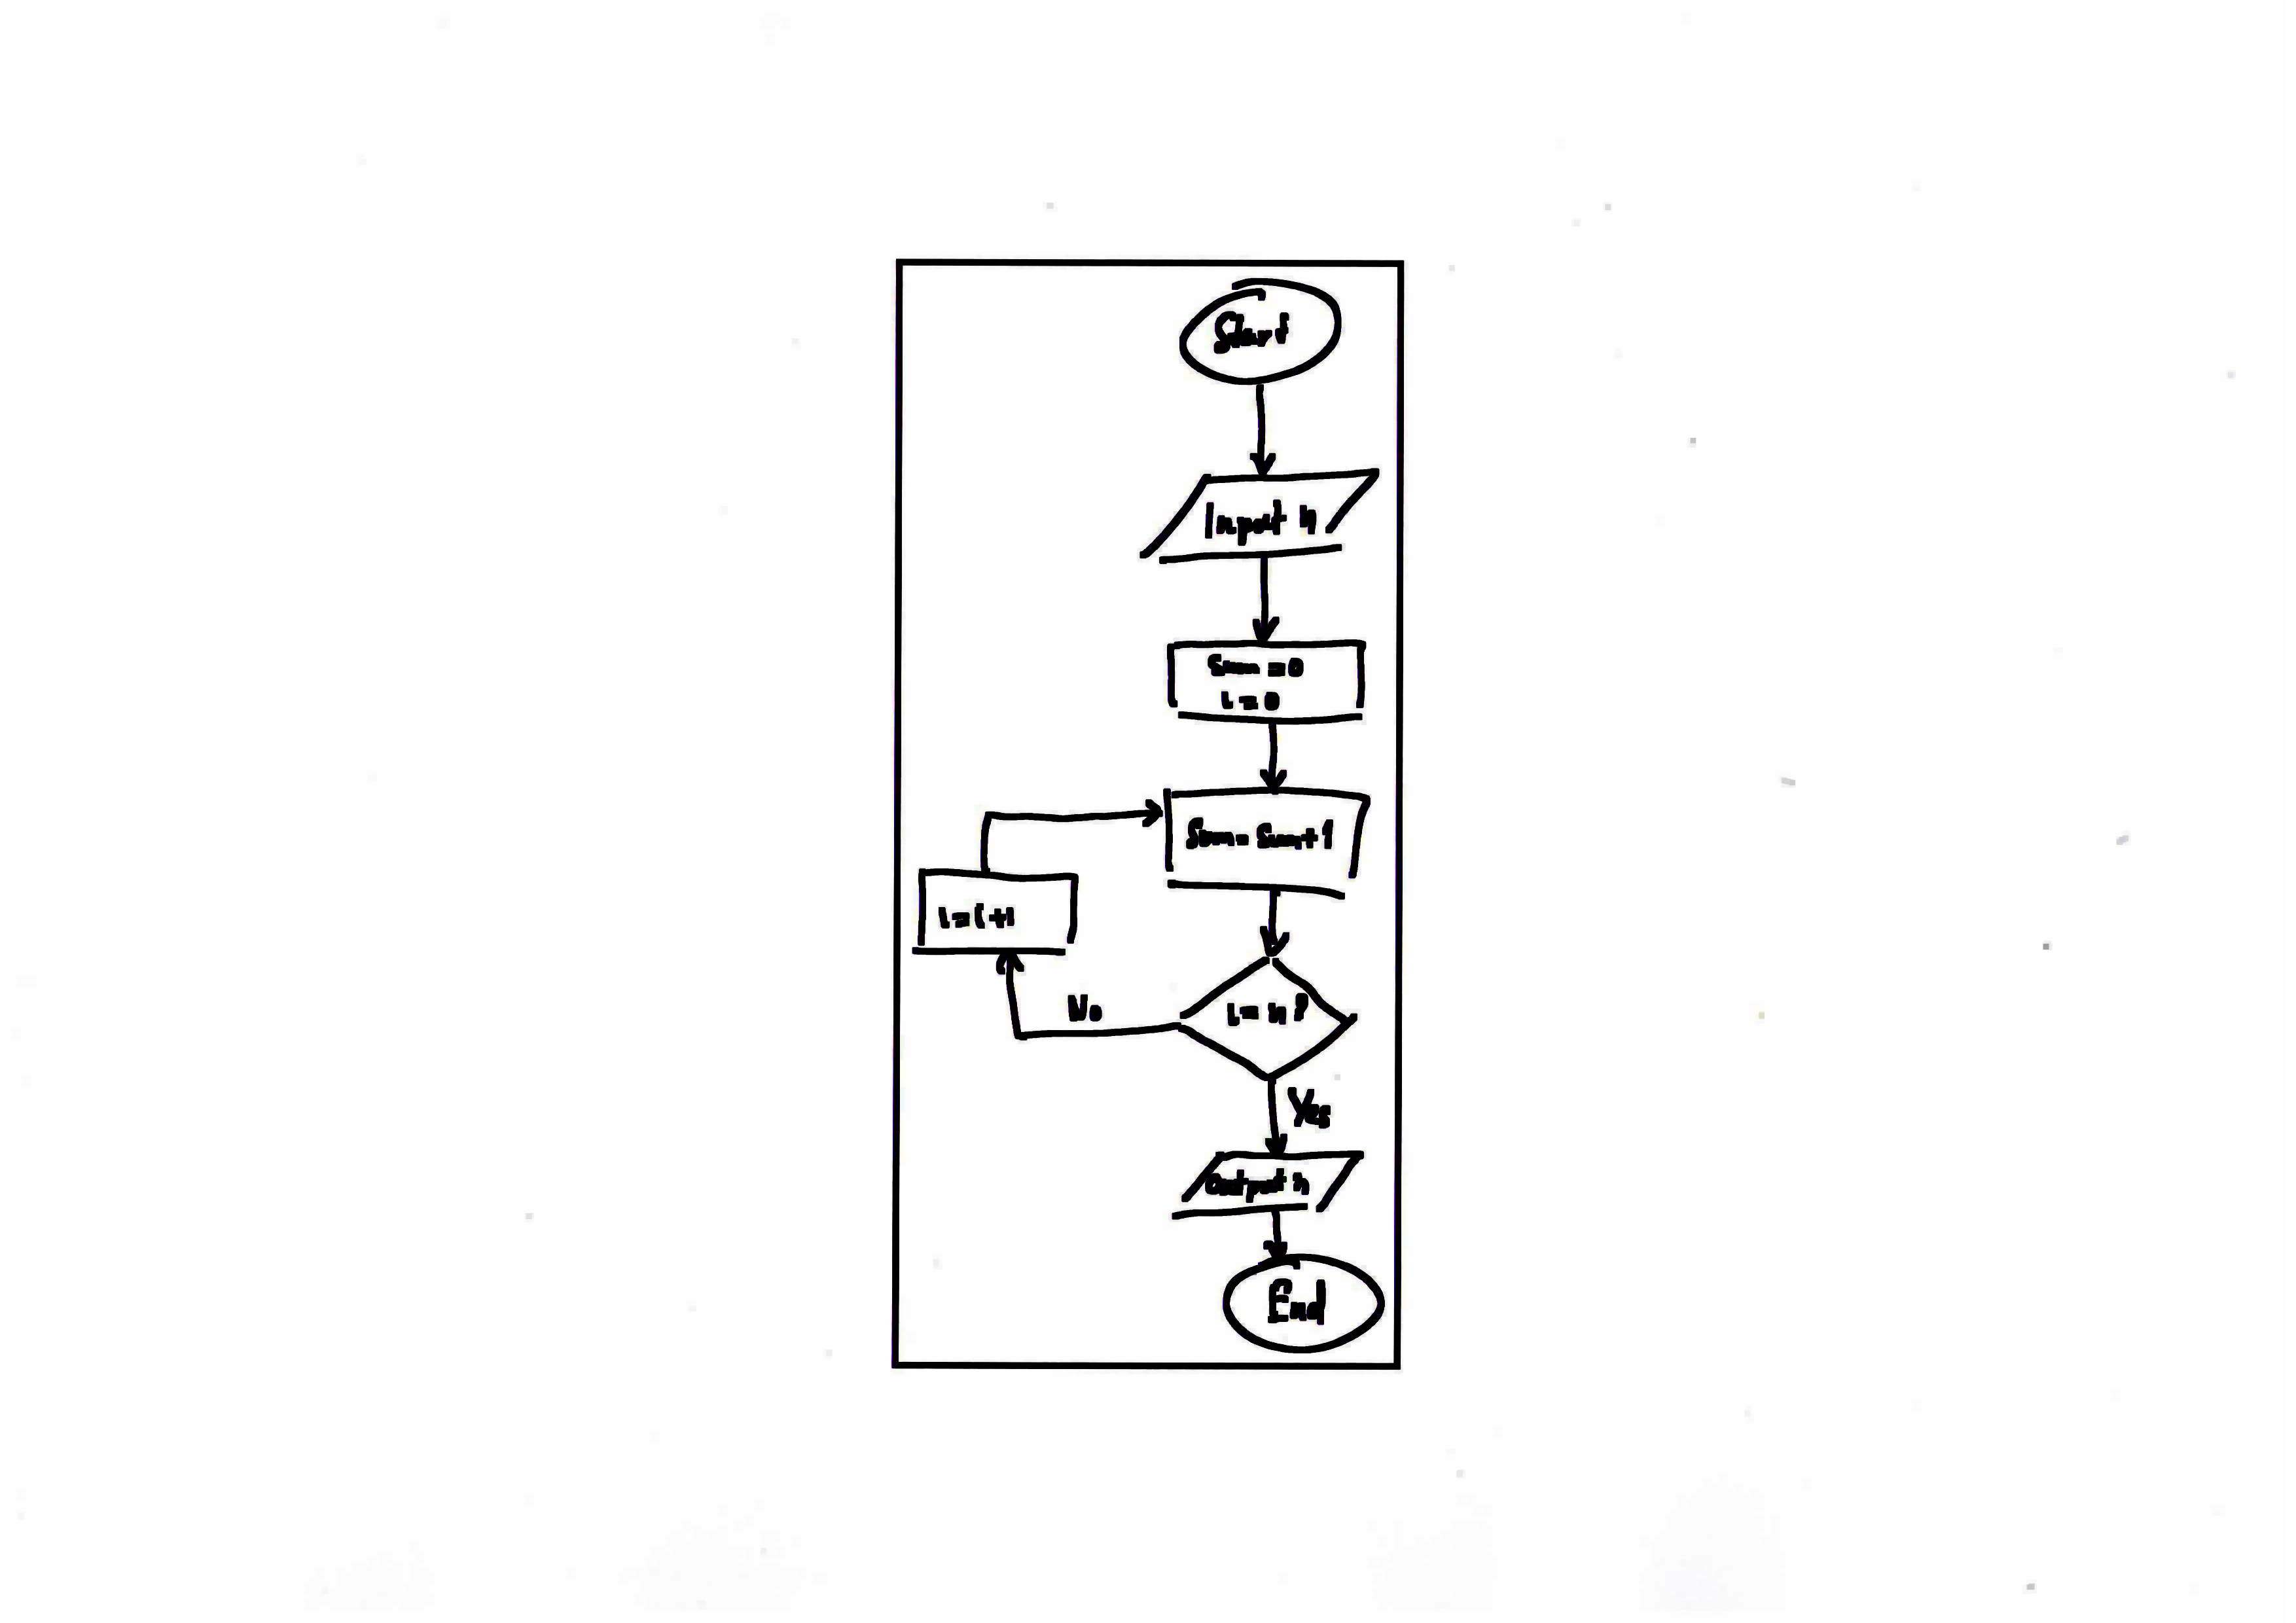 Start
Input n
Sum = 0
i = 0
Sum = Sum + 1
i = i + 1
i = n ?
No
Yes
Output n
End